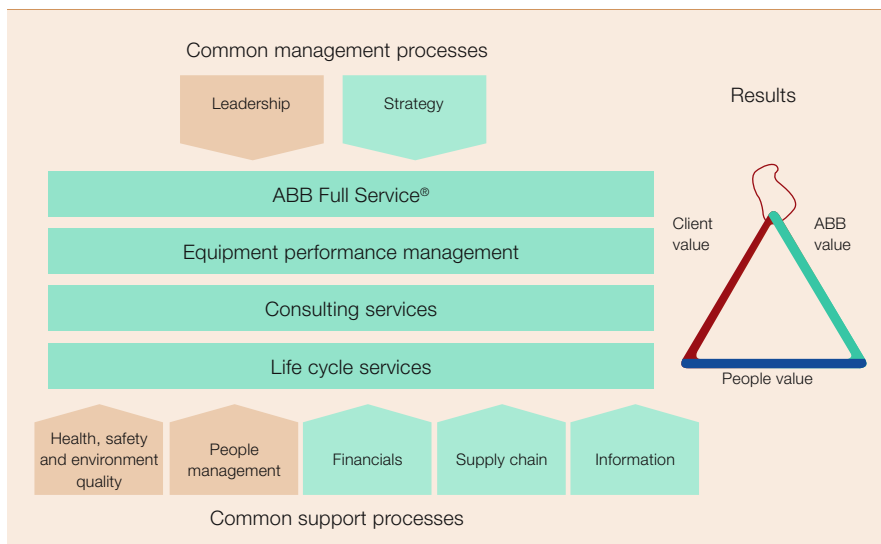 Common management processes
Leadership
Strategy
Results
ABB Full Service®
Client
value
ABB
value
Equipment performance management
Consulting services
Life cycle services
People value
Health, safety
and environment
quality
People
management
Financials
Supply chain
Information
Common support processes